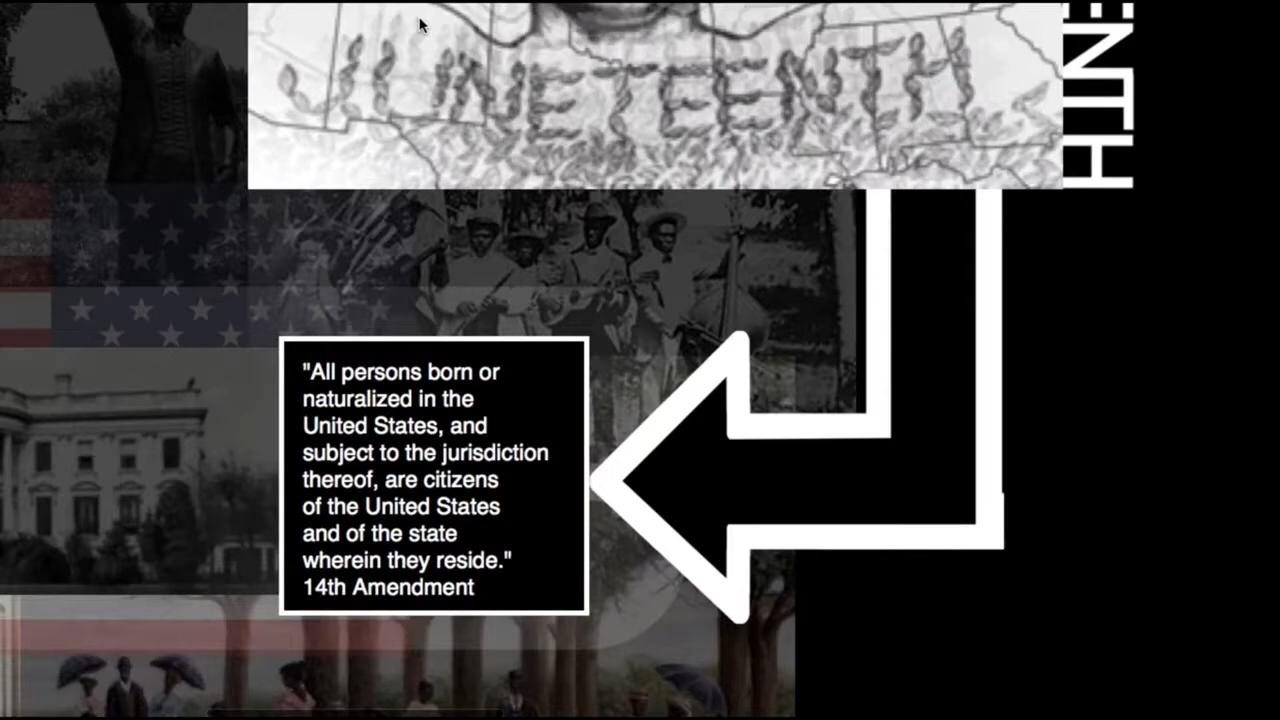 JUNETEENTH
ENTH
"All persons born or
naturalized in the
United States, and
subject to the jurisdiction
thereof, are citizens
of the United States
and of the state
wherein they reside."
14th Amendment